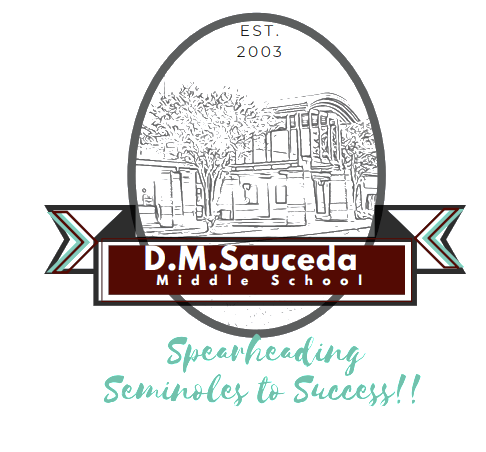 EST.
2003
D.M.Sauceda
Middle School
Spearheading
Seminoles to Success!!